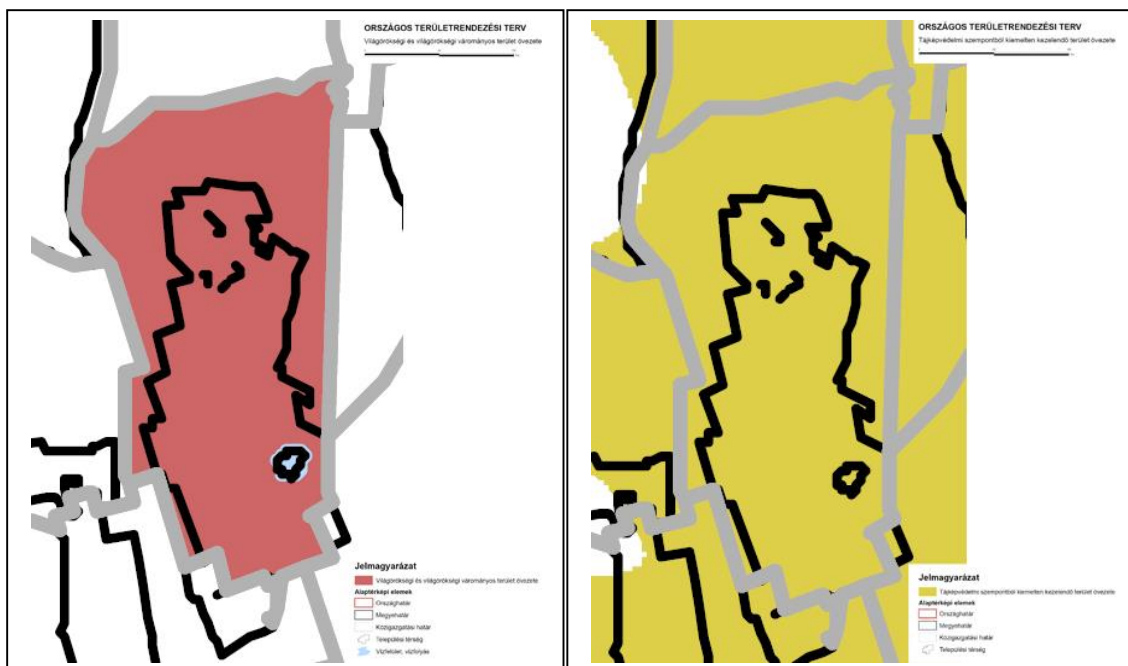 ORSZÁGOS TERÜLETRENDEZÉSI TERV
Világörökségi és világörökségi várományos terület övezete
Jelmagyarázat
Világörökségi és világörökségi várományos terület övezete
Alaptérképi elemek
Országhatár
Megyehatár
Közigazgatási határ
Települési térség
Vízfelület, vízfolyás
ORSZÁGOS TERÜLETRENDEZÉSI TERV
Tájképvédelmi szempontból kiemelten kezelendő terület övezete
Jelmagyarázat
Tájképvédelmi szempontból kiemelten kezelendő terület övezete
Alaptérképi elemek
Országhatár
Megyehatár
Közigazgatási határ
Települési térség